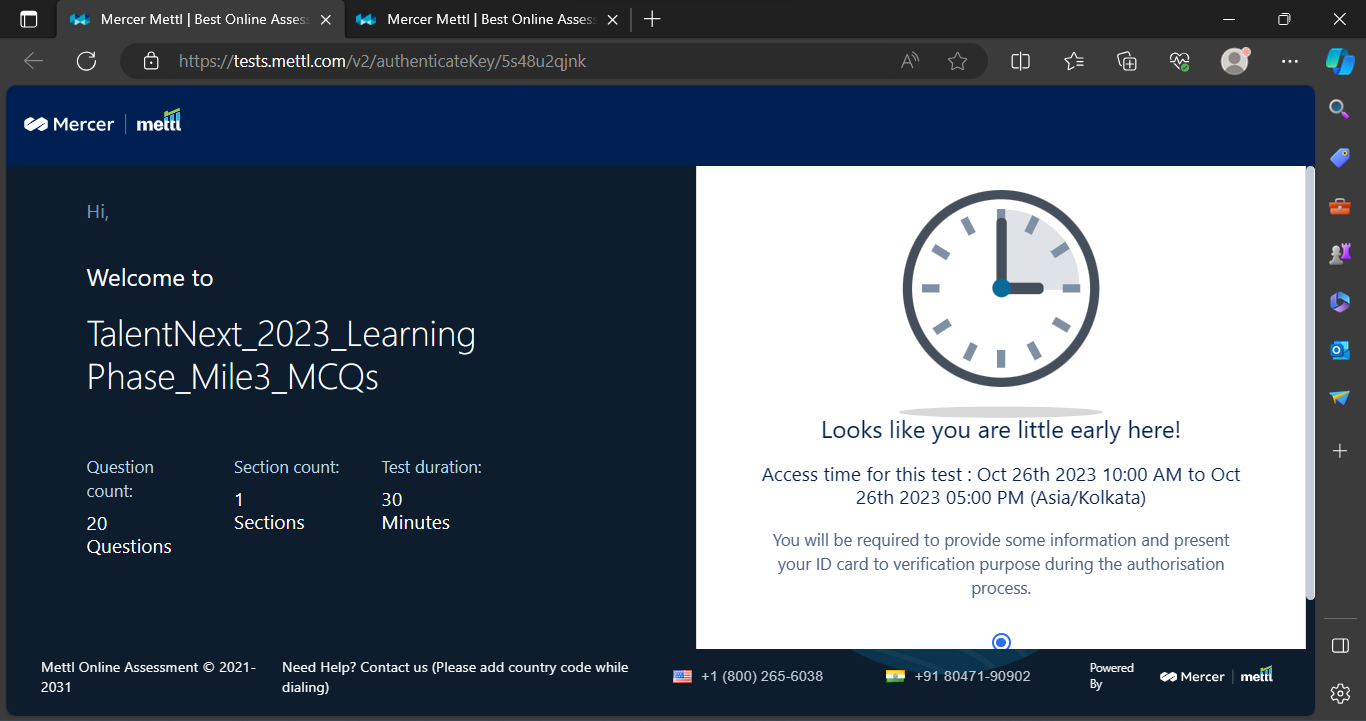 Mercer Mettl | Best Online Asses
Mercer Mettl | Best Online Asses
https://tests.mettl.com/v2/authenticateKey/5s48u2qjnk
Mercer | mettl
Hi,
Welcome to
TalentNext_2023_Learning
Phase_Mile3_MCQs
Question
count:
20
Questions
Section count:
1
Sections
Test duration:
30
Minutes
Looks like you are little early here!
Access time for this test : Oct 26th 2023 10:00 AM to Oct
26th 2023 05:00 PM (Asia/Kolkata)
You will be required to provide some information and present
your ID card to verification purpose during the authorisation
process.
Mettl Online Assessment © 2021-
2031
Need Help? Contact us (Please add country code while
dialing)
+1 (800) 265-6038
+91 80471-90902
Powered
By
Mercer | mettl